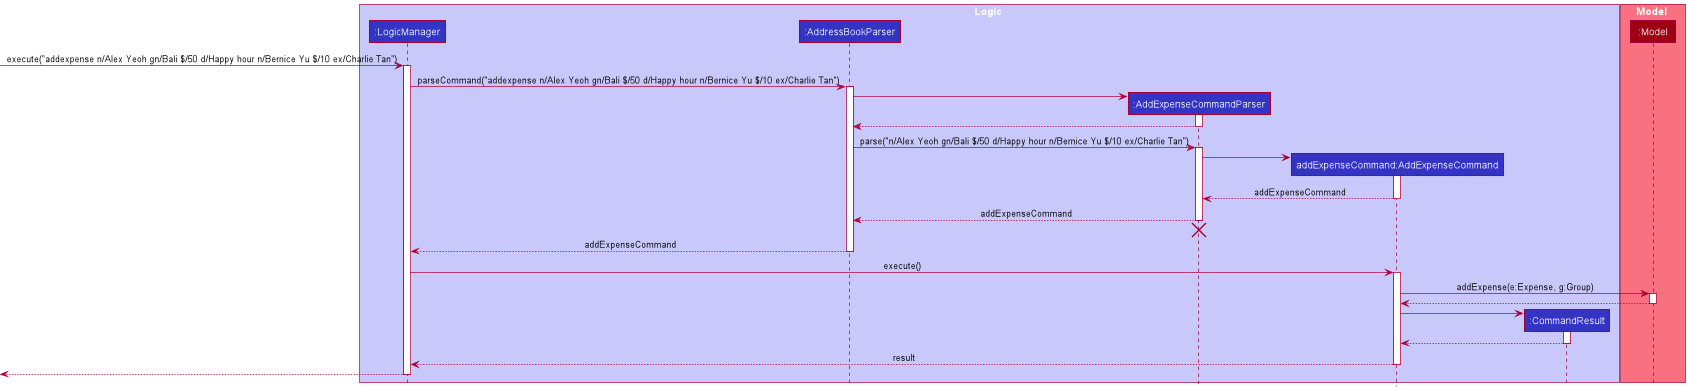 Logic
Model
:LogicManager
:AddressBookParser
:Model
execute("addexpense n/Alex Yeoh gn/Bali $/50 d/Happy hour n/Bernice Yu $/10 ex/Charlie Tan")
parseCommand("addexpense n/Alex Yeoh gn/Bali $/50 d/Happy hour n/Bernice Yu $/10 ex/Charlie Tan")
:AddExpenseCommandParser
parse("n/Alex Yeoh gn/Bali $/50 d/Happy hour n/Bernice Yu $/10 ex/Charlie Tan")
addExpenseCommand:AddExpenseCommand
addExpenseCommand
addExpenseCommand
addExpenseCommand
execute()
addExpense(e:Expense, g:Group)
:CommandResult
result